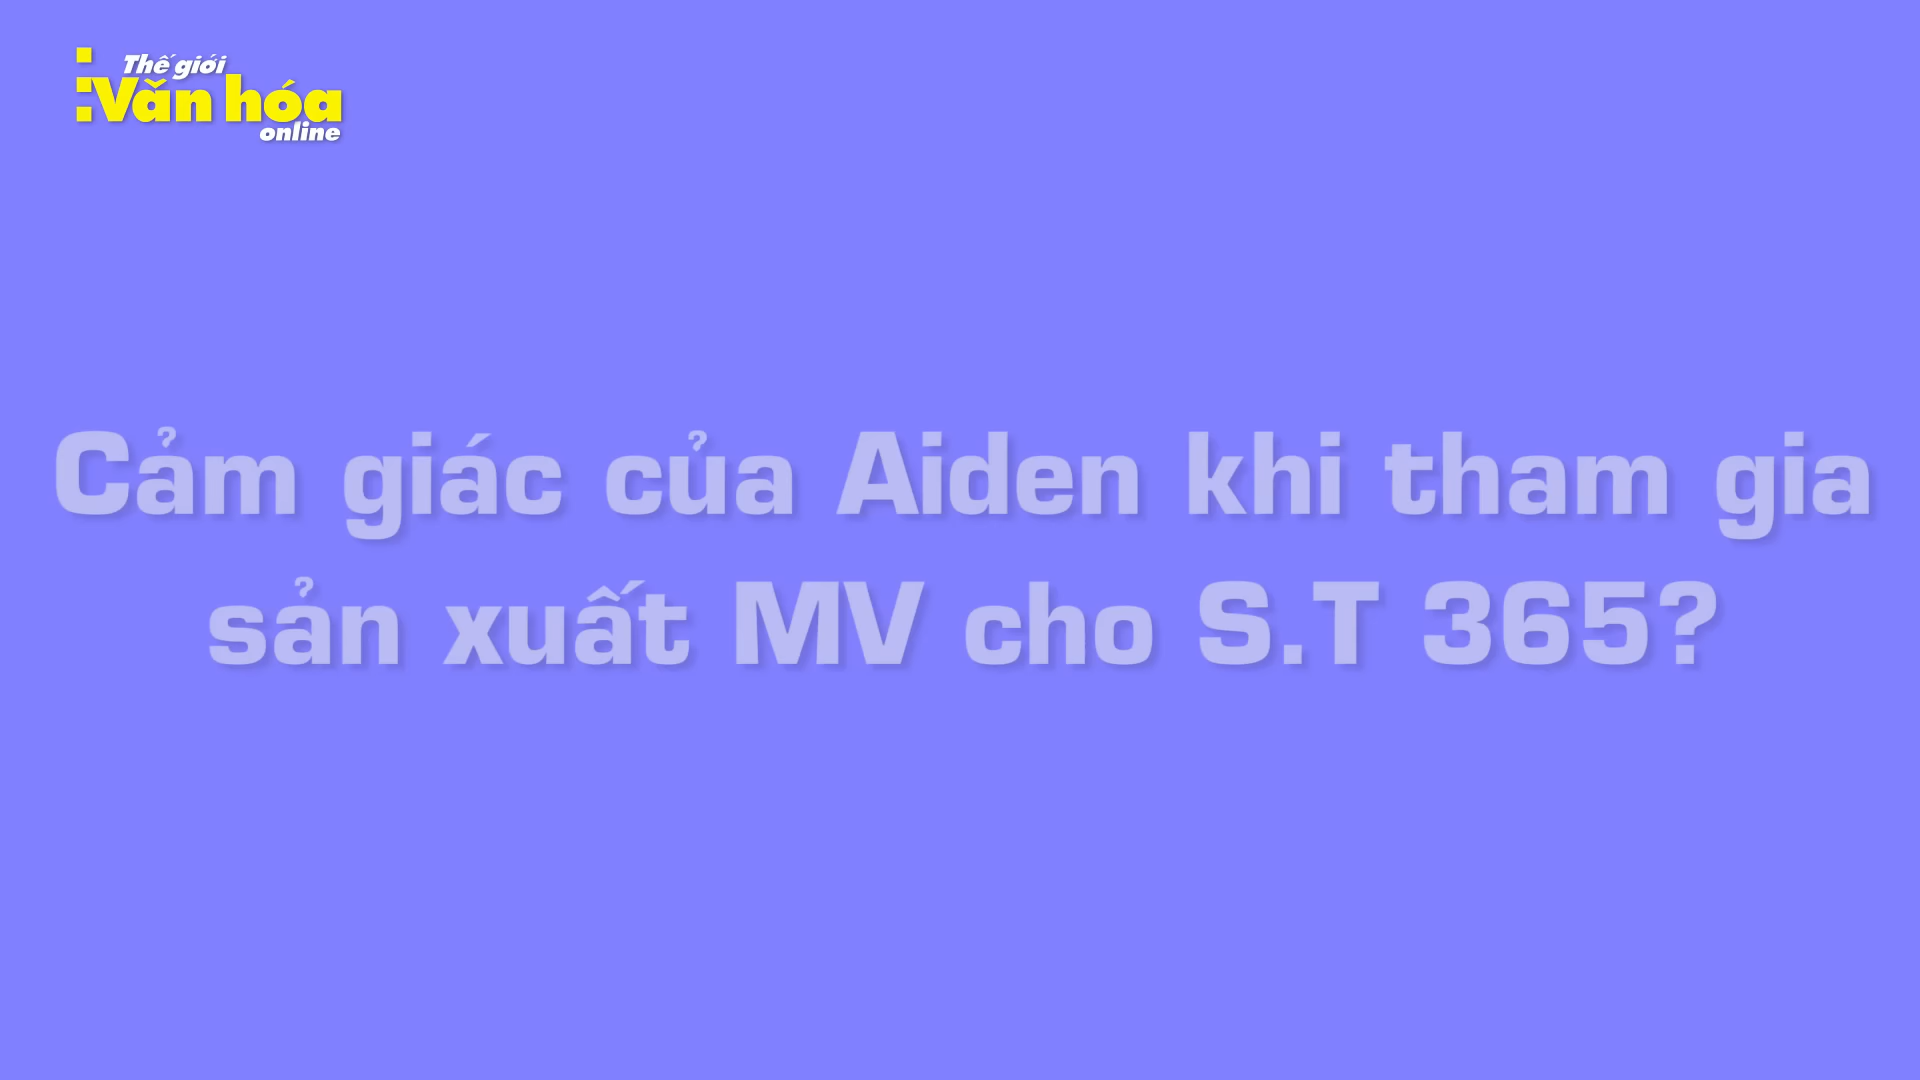 Thế giới
Văn hóa
online
Cảm giác của Aiden khi tham gia
sản xuất MV cho S.T 365?